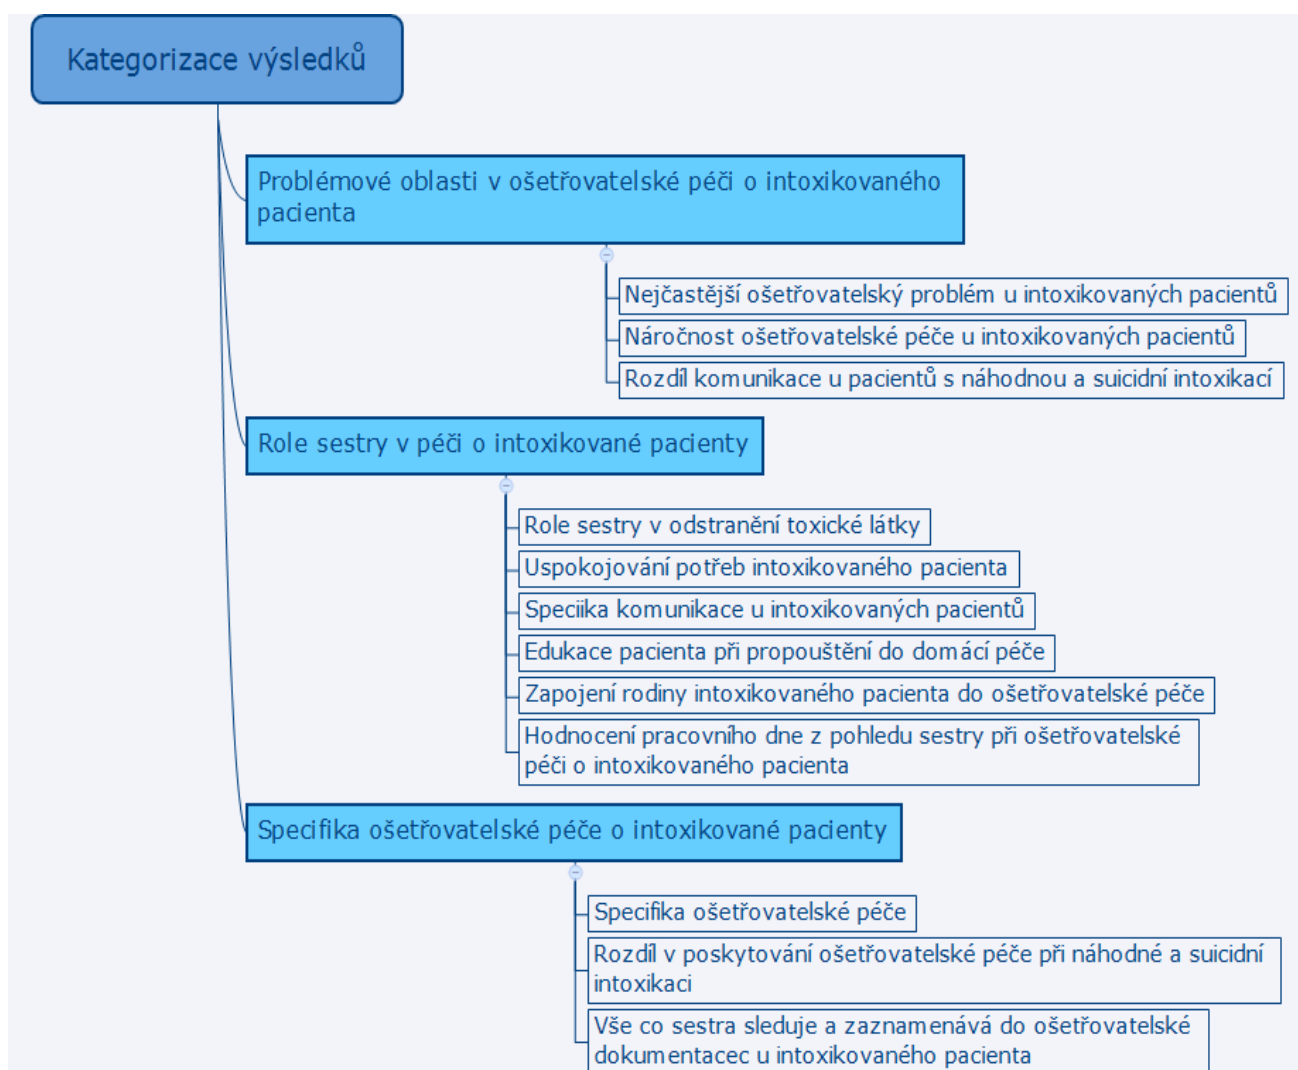 Kategorizace výsledků
Problémové oblasti v ošetřovatelské péči o intoxikovaného
pacienta
Nejčastější ošetřovatelský problém u intoxikovaných pacientů
Náročnost ošetřovatelské péče u intoxikovaných pacientů
Rozdíl komunikace u pacientů s náhodnou a suicidní intoxikací
Role sestry v péči o intoxikované pacienty
Role sestry v odstranění toxické látky
Uspokojování potřeb intoxikovaného pacienta
Speciika komunikace u intoxikovaných pacientů
Edukace pacienta při propouštění do domácí péče
Zapojení rodiny intoxikovaného pacienta do ošetřovatelské péče
Hodnocení pracovního dne z pohledu sestry při ošetřovatelské
péči o intoxikovaného pacienta
Specifika ošetřovatelské péče o intoxikované pacienty
Specifika ošetřovatelské péče
Rozdíl v poskytování ošetřovatelské péče při náhodné a suicidní
intoxikaci
Vše co sestra sleduje a zaznamenává do ošetřovatelské
dokumentacec u intoxikovaného pacienta